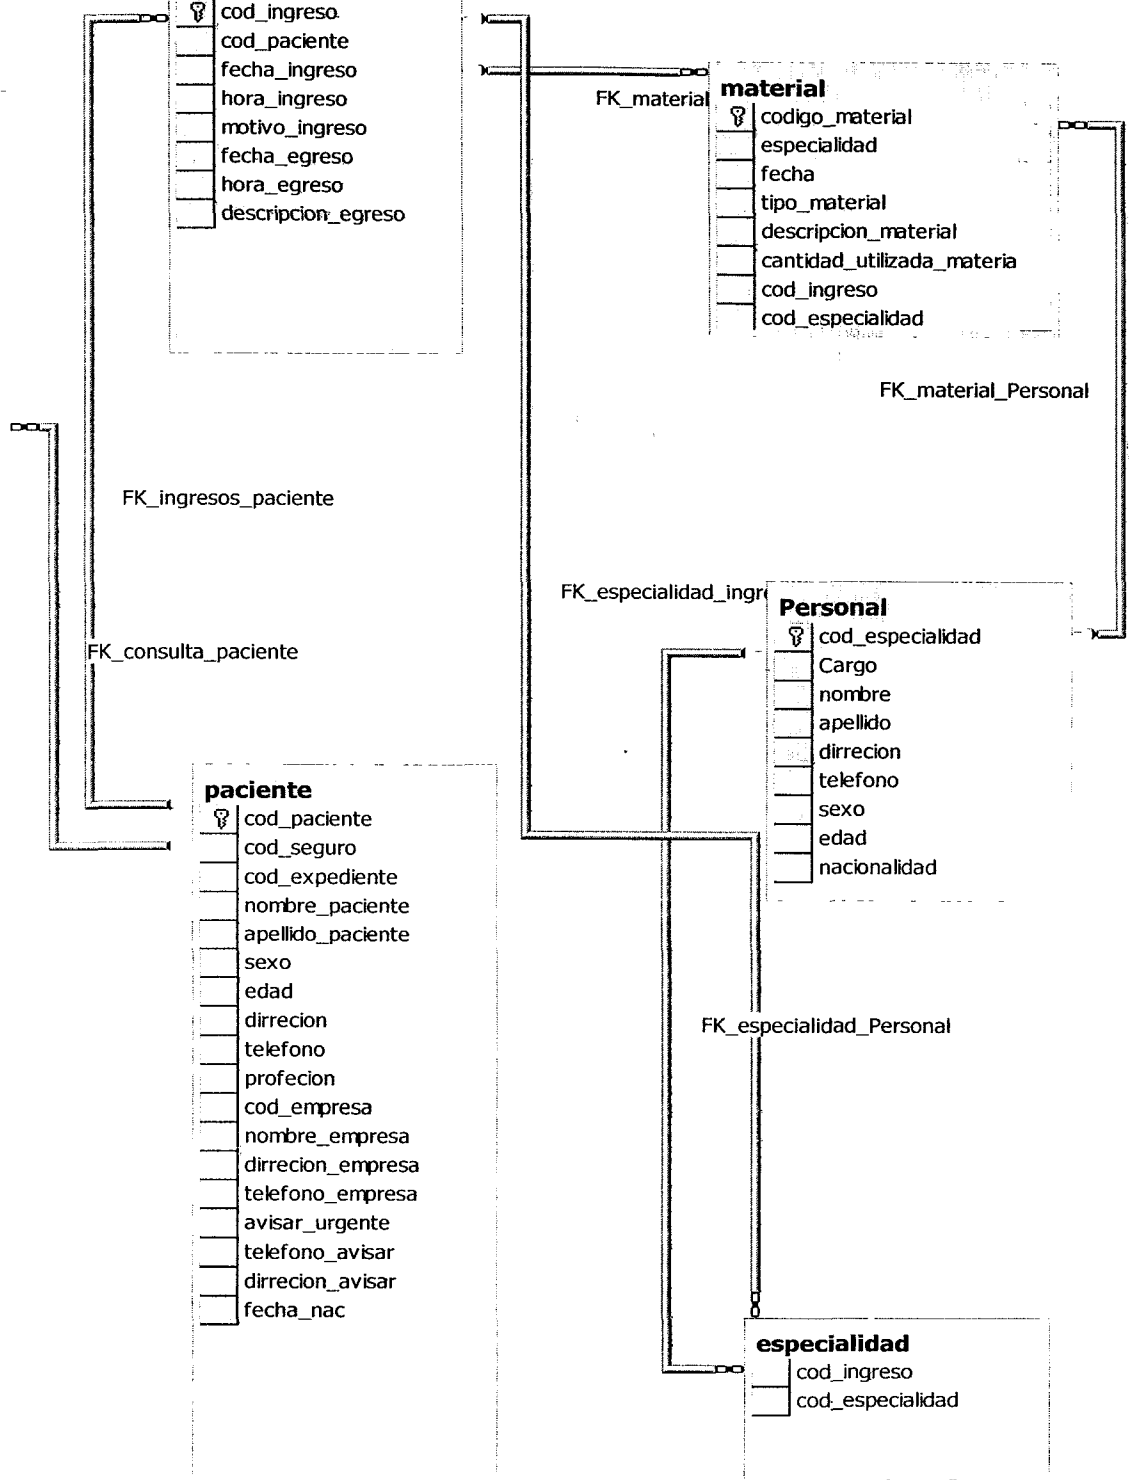 cod_ingreso
cod_paciente
fecha_ingreso
hora_ingreso
motivo_ingreso
fecha_egreso
hora_egreso
descripcion_egreso
FK_material
material
codigo_material
especialidad
fecha
tipo_material
descripcion_material
cantidad_utilizada_materia
cod_ingreso
cod_especialidad
FK_material_Personal
FK_ingresos_paciente
FK_especialidad_ingre
FK_consulta_paciente
Personal
cod_especialidad
Cargo
nombre
apellido
dirrecion
telefono
sexo
edad
nacionalidad
paciente
cod_paciente
cod_seguro
cod_expediente
nombre_paciente
apellido_paciente
sexo
edad
dirrecion
telefono
profecion
cod_empresa
nombre_empresa
dirrecion_empresa
telefono_empresa
avisar_urgente
telefono_avisar
dirrecion_avisar
fecha_nac
FK_especialidad_Personal
especialidad
cod_ingreso
cod_especialidad